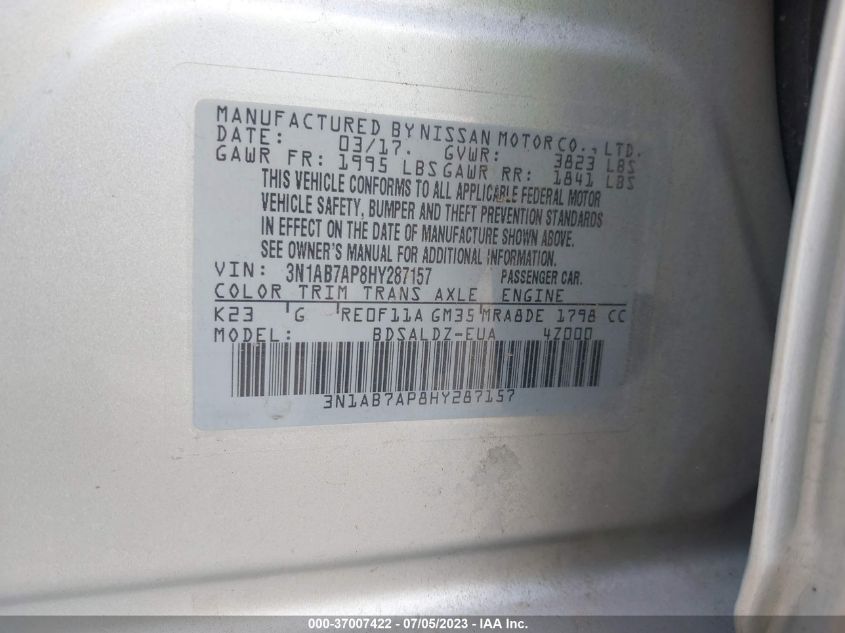 MANUFACTURED BY NISSAN MOTOR CO., LTD.
DATE: 03/17. GVWR: 3823 LBS
GAWR FR: 1995 LBS GAWR RR: 1841 LBS
THIS VEHICLE CONFORMS TO ALL APPLICABLE FEDERAL MOTOR
VEHICLE SAFETY, BUMPER AND THEFT PREVENTION STANDARDS
IN EFFECT ON THE DATE OF MANUFACTURE SHOWN ABOVE.
SEE OWNER'S MANUAL FOR ADDITIONAL INFORMATION.
VIN: 3N1AB7AP8HY287157 PASSENGER CAR.
COLOR TRIM TRANS AXLE ENGINE
K23 G RE0F11A GM35 MRA8DE 1798 CC
MODEL: BDSALDZ-EUA 4Z000
3N1AB7AP8HY287157
000-37007422 - 07/05/2023 - IAA Inc.